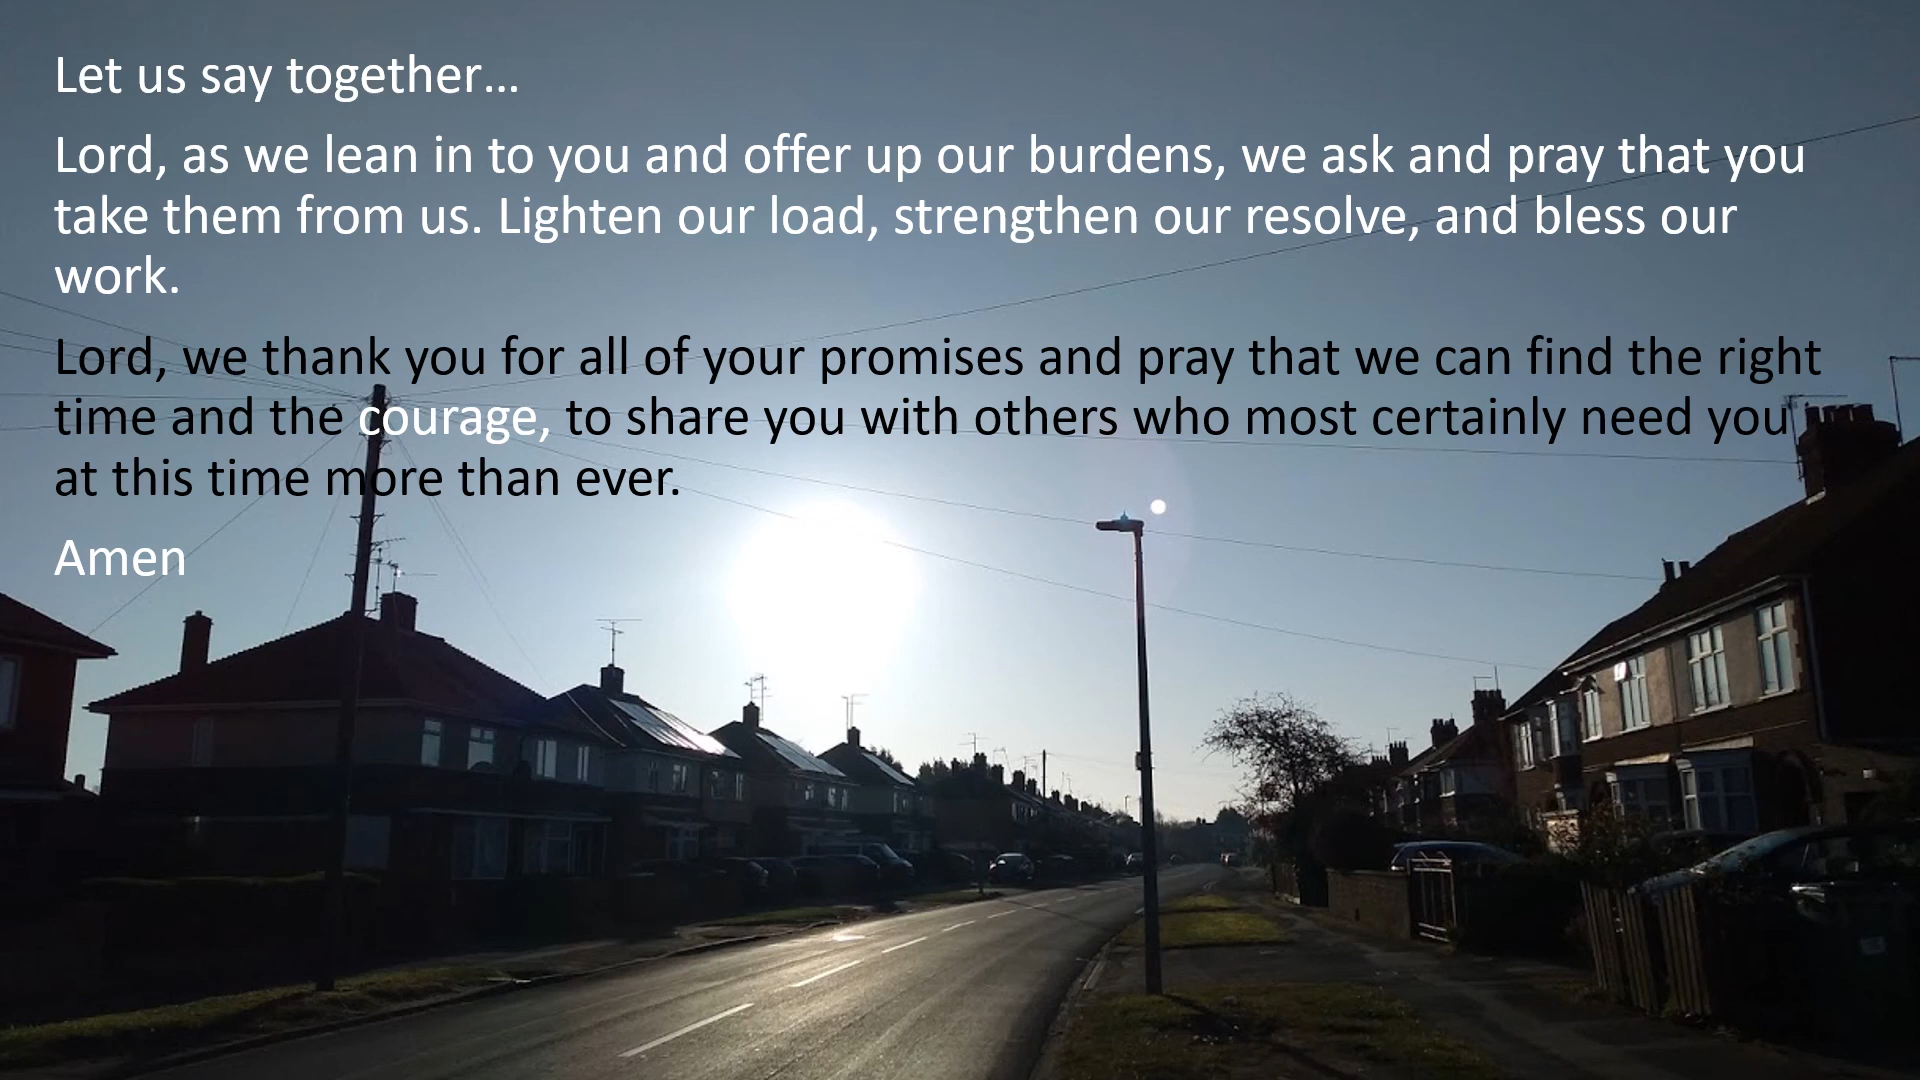 Let us say together…
Lord, as we lean in to you and offer up our burdens, we ask and pray that you
take them from us. Lighten our load, strengthen our resolve, and bless our
work.
Lord, we thank you for all of your promises and pray that we can find the right
time and the courage, to share you with others who most certainly need you
at this time more than ever.
Amen